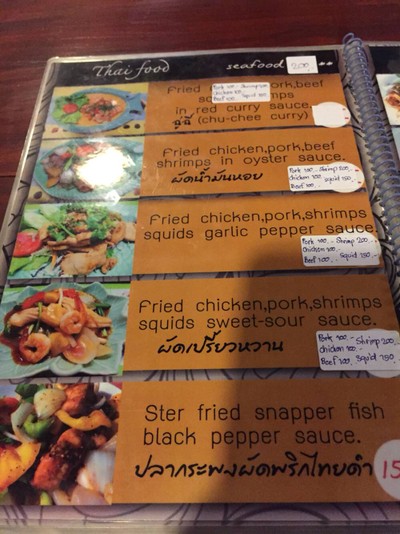 Thai food
seafood 200.- **
Fried pork,beef
in red curry sauce.
ฉู่ฉี่ (chu-chee curry)
Fried chicken,pork,beef
shrimps in oyster sauce.
ผัดน้ำมันหอย
Pork 100.- Shrimp 200.-
chicken 100.- Squid 150.-
Beef 100.
Fried chicken,pork,shrimps
squids garlic pepper sauce.
Pork 100.- Shrimp 200.-
Chicken 100.-
Beef 100.- Squid 150.-
Fried chicken,pork,shrimps
squids sweet-sour sauce.
ผัดเปรี้ยวหวาน
Pork 100.- Shrimp 200.-
chicken 100.-
Beef 100. Squid 150
Ster fried snapper fish
black pepper sauce.
ปลากระพงผัดพริกไทยดำ
15